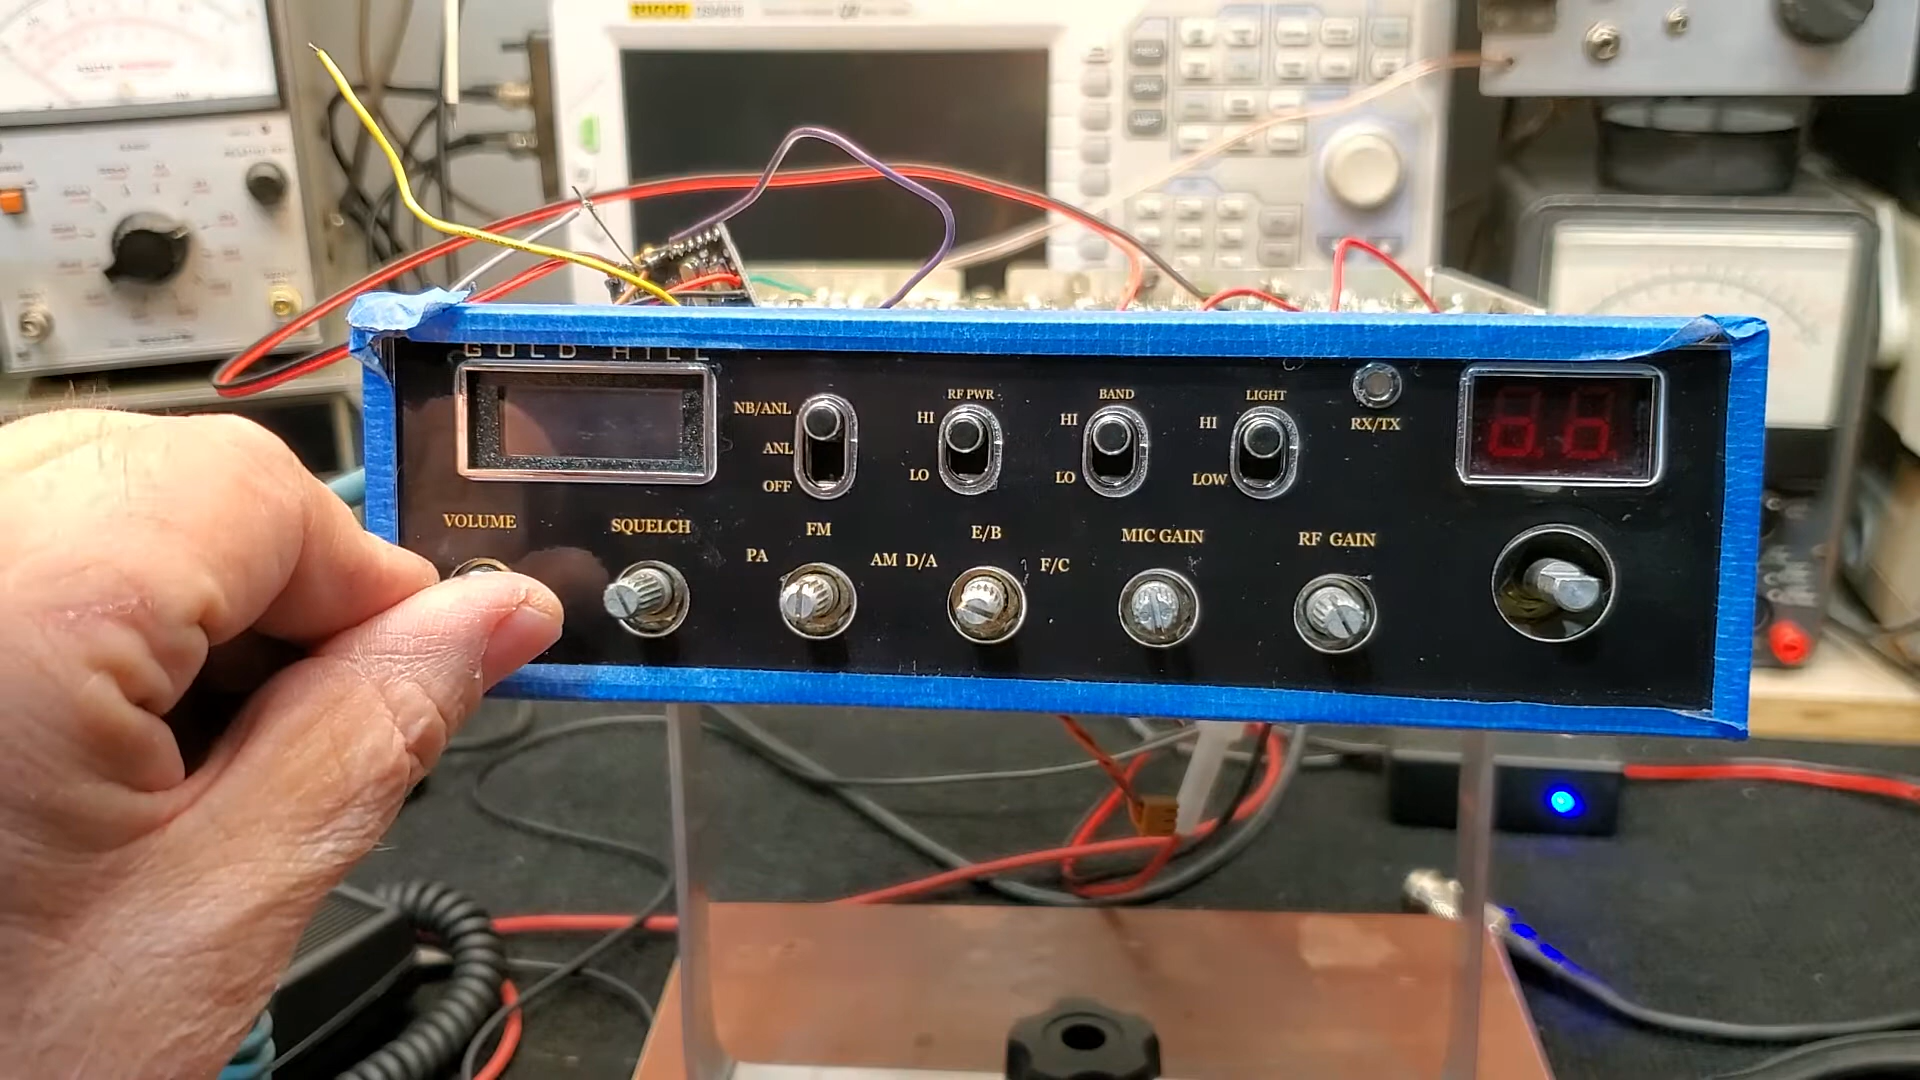 RIGOL
GOLD HILL
NB/ANL
ANL
OFF
RF PWR
HI
LO
BAND
HI
LO
LIGHT
HI
LOW
RX/TX
VOLUME
SQUELCH
FM
PA
AM
E/B
D/A
F/C
MIC GAIN
RF GAIN